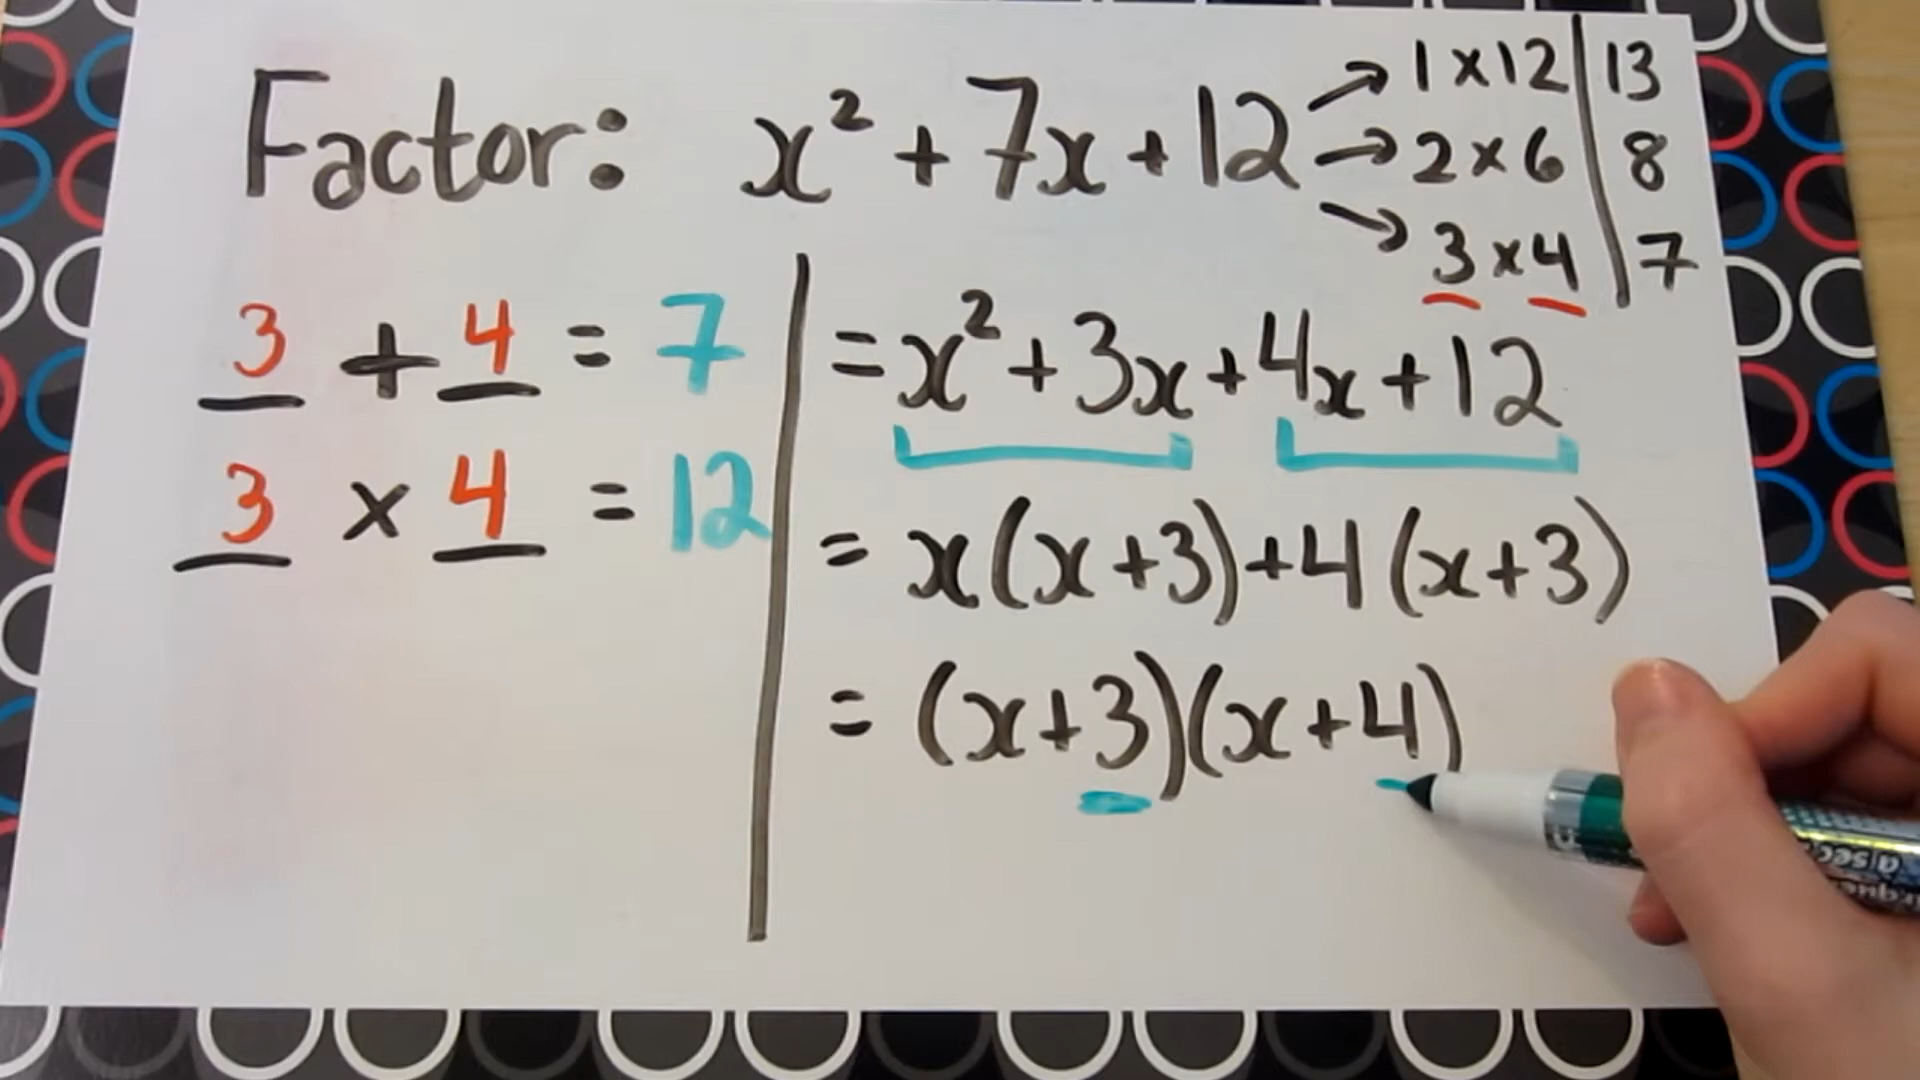 Factor: x² + 7x + 12
→ 1 × 12 | 13
→ 2 × 6 | 8
→ 3 × 4 | 7
3 + 4 = 7
3 × 4 = 12
= x² + 3x + 4x + 12
= x(x + 3) + 4(x + 3)
= (x + 3)(x + 4)
a sec